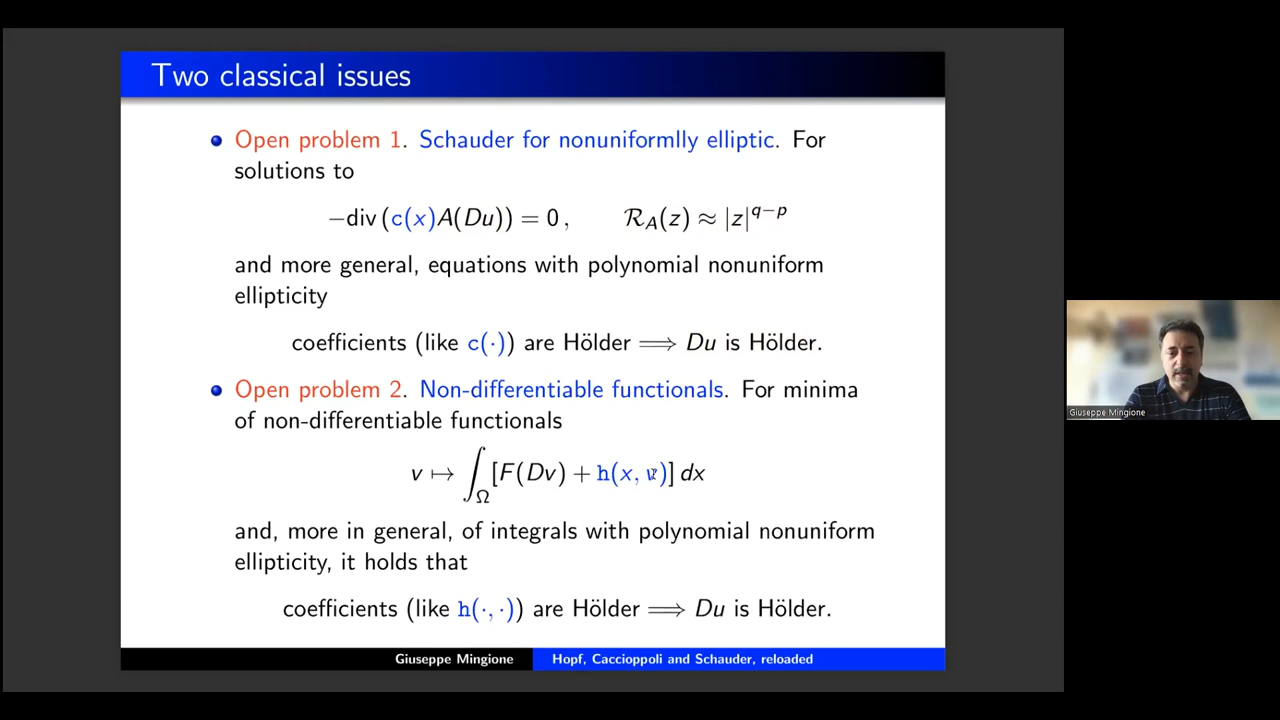 Two classical issues
Open problem 1. Schauder for nonuniformlly elliptic. For
solutions to
−div (c(x)A(Du)) = 0 , 𝓡_A(z) ≈ |z|^{q−p}
and more general, equations with polynomial nonuniform
ellipticity
coefficients (like c(·)) are Hölder ⟹ Du is Hölder.
Open problem 2. Non-differentiable functionals. For minima
of non-differentiable functionals
v ↦ ∫_Ω [F(Dv) + h(x, v)] dx
and, more in general, of integrals with polynomial nonuniform
ellipticity, it holds that
coefficients (like h(·, ·)) are Hölder ⟹ Du is Hölder.
Giuseppe Mingione Hopf, Caccioppoli and Schauder, reloaded
Giuseppe Mingione